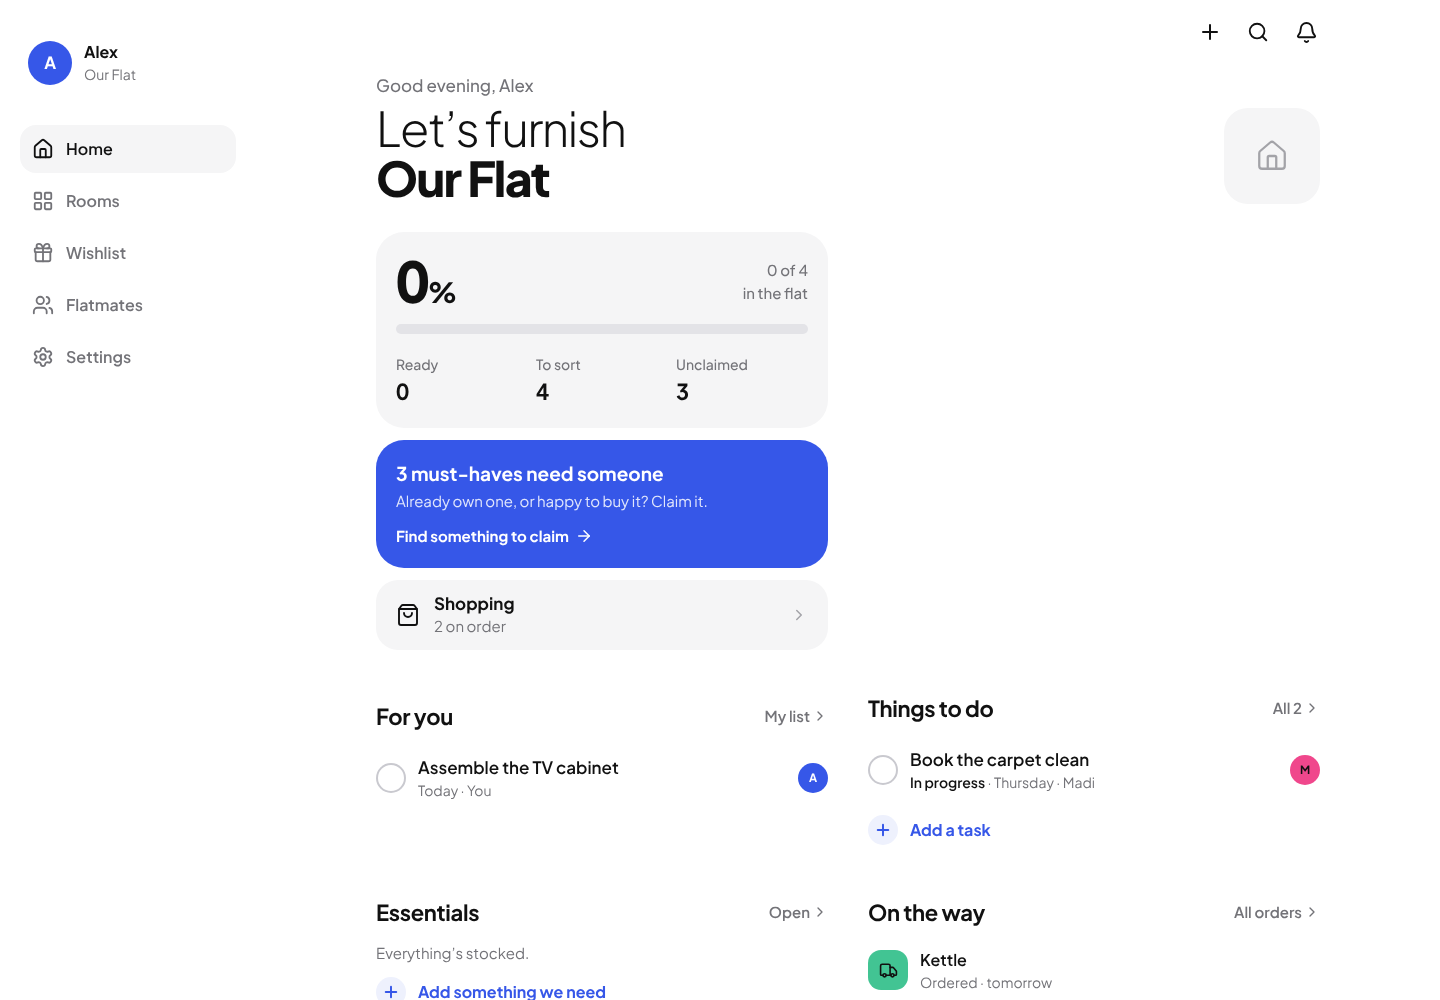 A
Alex
Our Flat
Home
Rooms
Wishlist
Flatmates
Settings
Good evening, Alex
Let’s furnish
Our Flat
0%
0 of 4
in the flat
Ready
0
To sort
4
Unclaimed
3
3 must-haves need someone
Already own one, or happy to buy it? Claim it.
Find something to claim
Shopping
2 on order
For you
My list
Assemble the TV cabinet
Today · You
A
Things to do
All 2
Book the carpet clean
In progress · Thursday · Madi
M
Add a task
Essentials
Open
Everything's stocked.
Add something we need
On the way
All orders
Kettle
Ordered · tomorrow